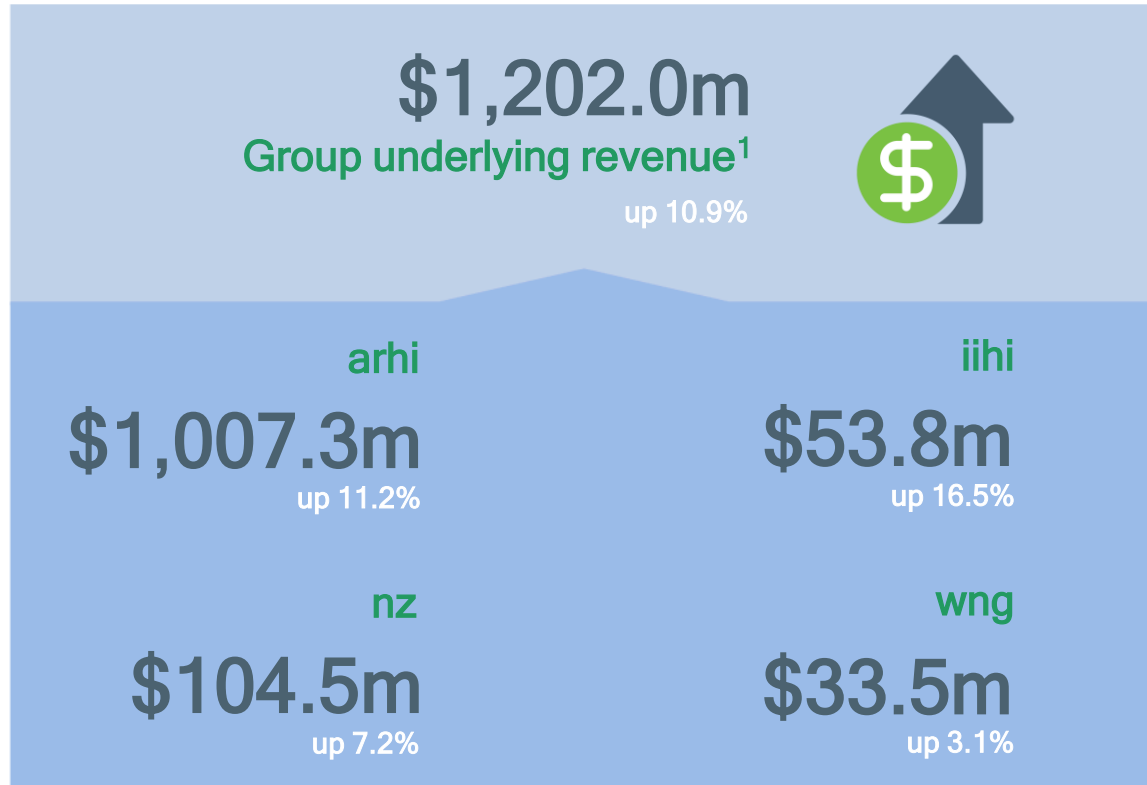 $1,202.0m
Group underlying revenue¹
up 10.9%
$
arhi
$1,007.3m
up 11.2%
iihi
$53.8m
up 16.5%
nz
$104.5m
up 7.2%
wng
$33.5m
up 3.1%